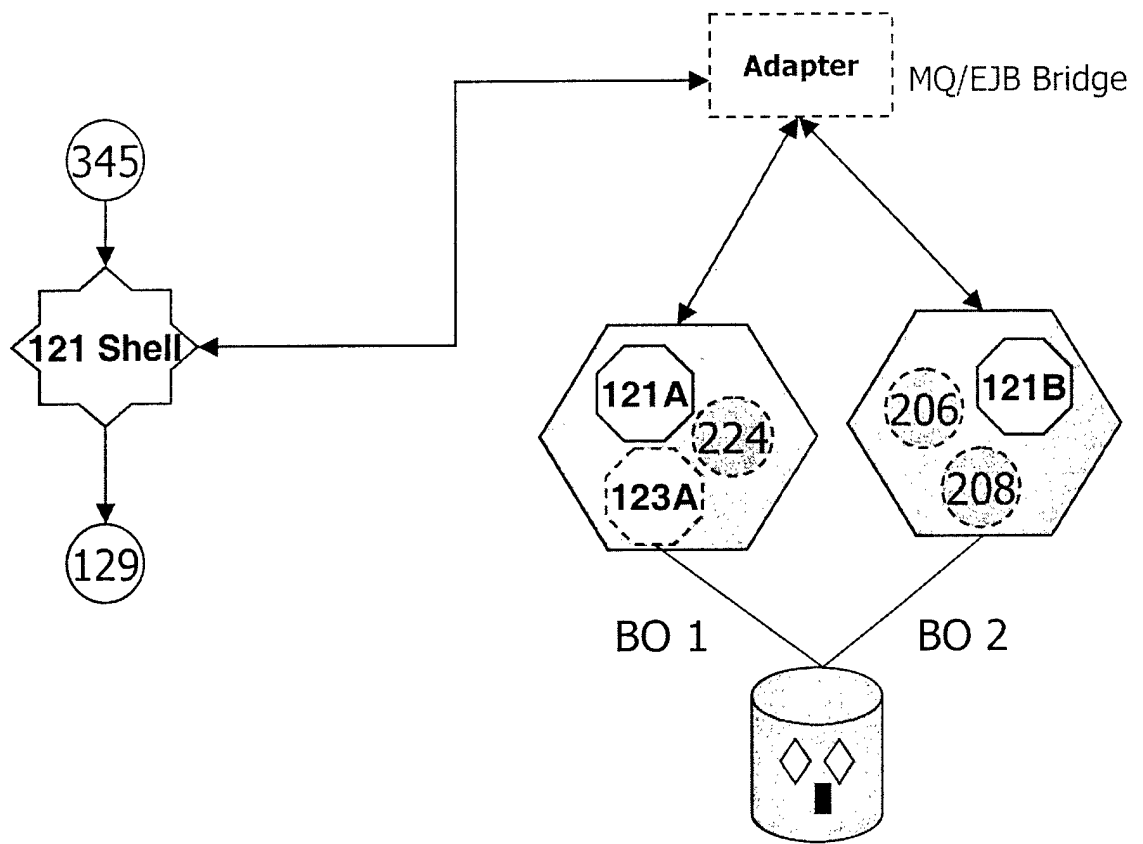 Adapter
MQ/EJB Bridge
345
121 Shell
129
121A
224
123A
206
121B
208
BO 1
BO 2